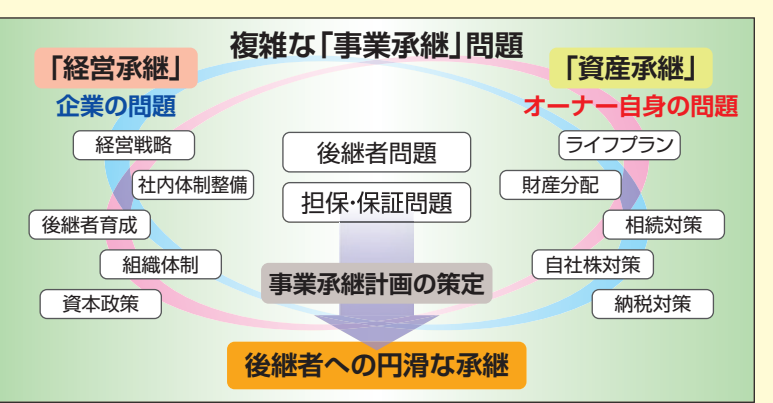 複雑な「事業承継」問題
「経営承継」
企業の問題
経営戦略
社内体制整備
後継者育成
組織体制
資本政策
後継者問題
担保・保証問題
事業承継計画の策定
後継者への円滑な承継
「資産承継」
オーナー自身の問題
ライフプラン
財産分配
相続対策
自社株対策
納税対策